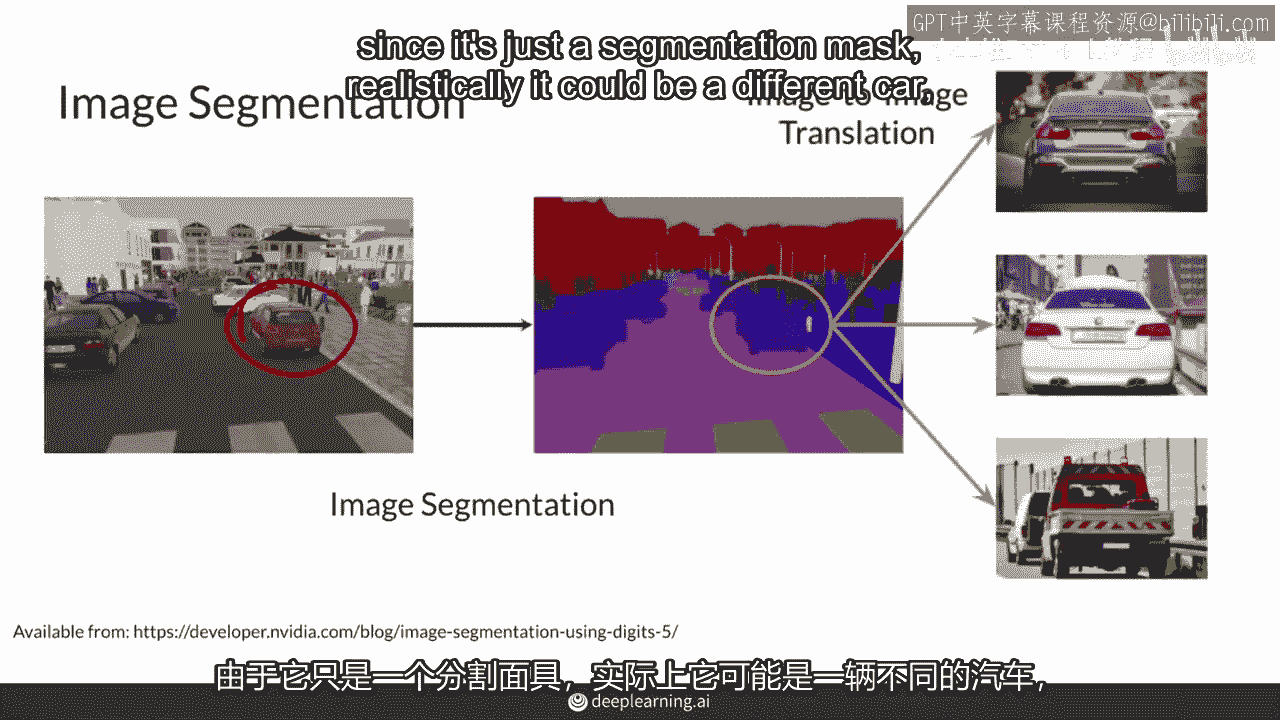 GPT中英字幕课程资源@bilibili.com
since it's just a segmentation mask,
realistically it could be a different car,
Image Segmentation
Image-to-Image
Translation
Image Segmentation
Available from: https://developer.nvidia.com/blog/image-segmentation-using-digits-5/
由于它只是一个分割面具，实际上它可能是一辆不同的汽车，
deeplearning.ai